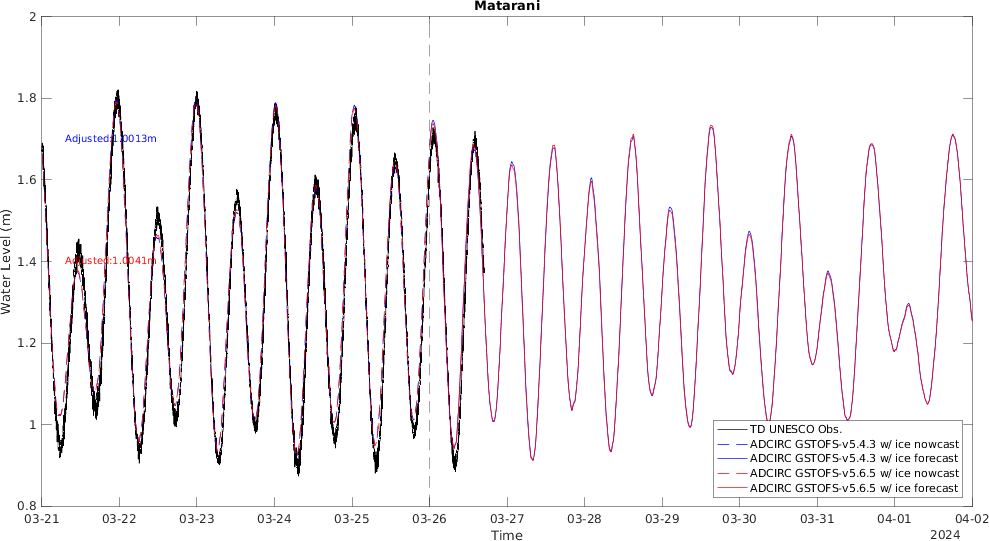 Matarani
2
1.8
1.6
1.4
1.2
1
0.8
Water Level (m)
Adjusted:1.0013m
Adjusted:1.0041m
TD UNESCO Obs.
ADCIRC GSTOFS-v5.4.3 w/ ice nowcast
ADCIRC GSTOFS-v5.4.3 w/ ice forecast
ADCIRC GSTOFS-v5.6.5 w/ ice nowcast
ADCIRC GSTOFS-v5.6.5 w/ ice forecast
03-21 03-22 03-23 03-24 03-25 03-26 03-27 03-28 03-29 03-30 03-31 04-01 04-02
Time
2024